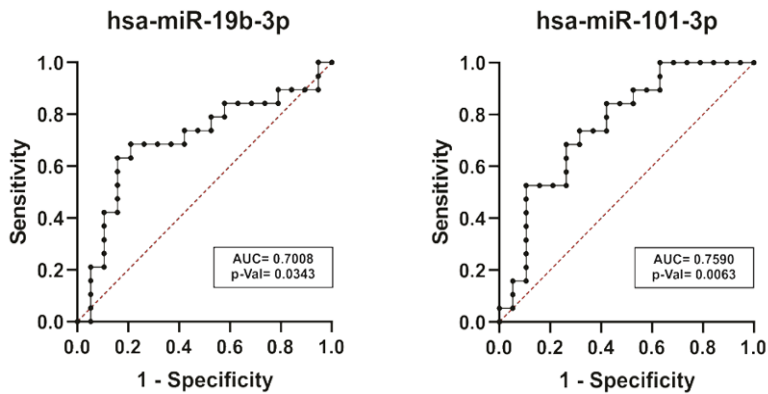 hsa-miR-19b-3p
Sensitivity
1.0
0.8
0.6
0.4
0.2
0.0
AUC= 0.7008
p-Val= 0.0343
0.0 0.2 0.4 0.6 0.8 1.0
1 - Specificity
hsa-miR-101-3p
Sensitivity
1.0
0.8
0.6
0.4
0.2
0.0
AUC= 0.7590
p-Val= 0.0063
0.0 0.2 0.4 0.6 0.8 1.0
1 - Specificity